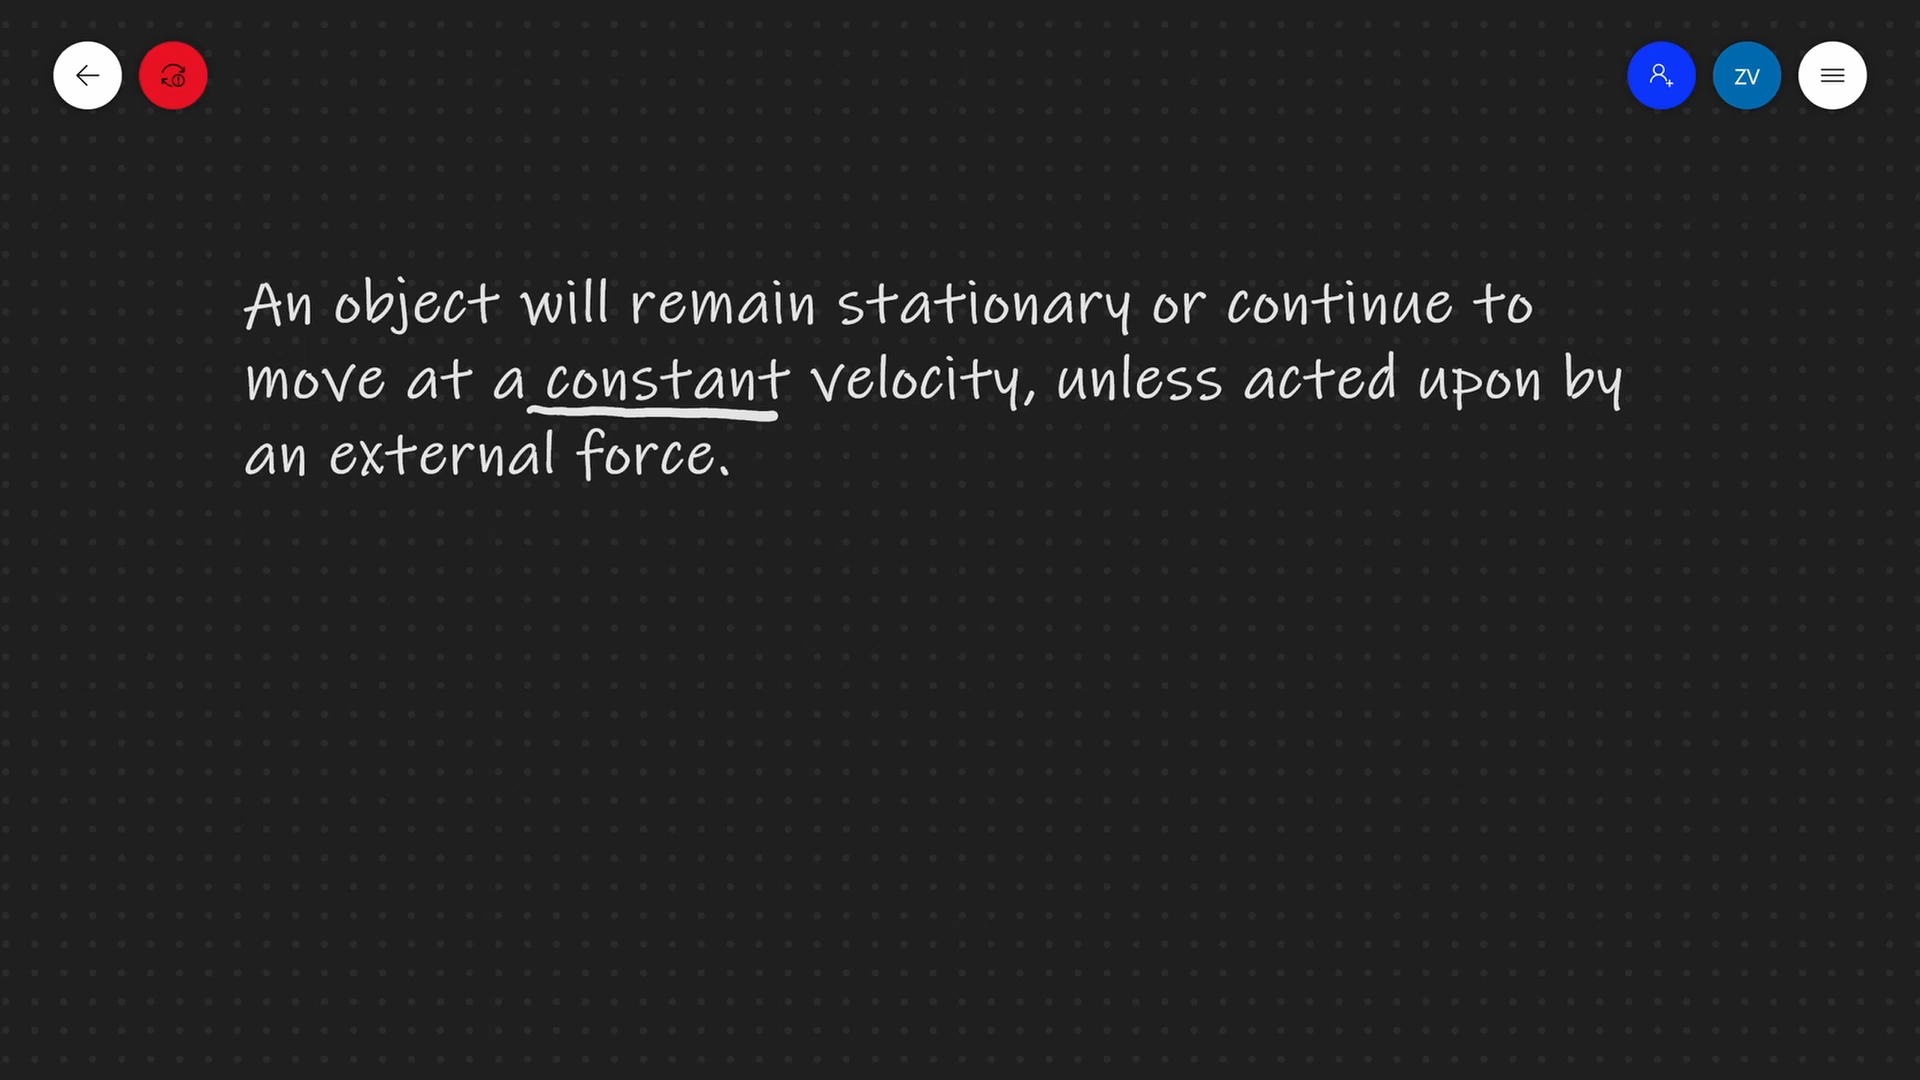 ZV
An object will remain stationary or continue to
move at a constant velocity, unless acted upon by
an external force.